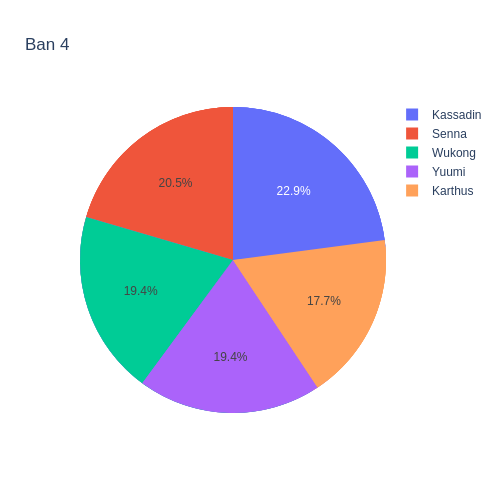 Ban 4
Kassadin
Senna
Wukong
Yuumi
Karthus
20.5%
22.9%
19.4%
17.7%
19.4%